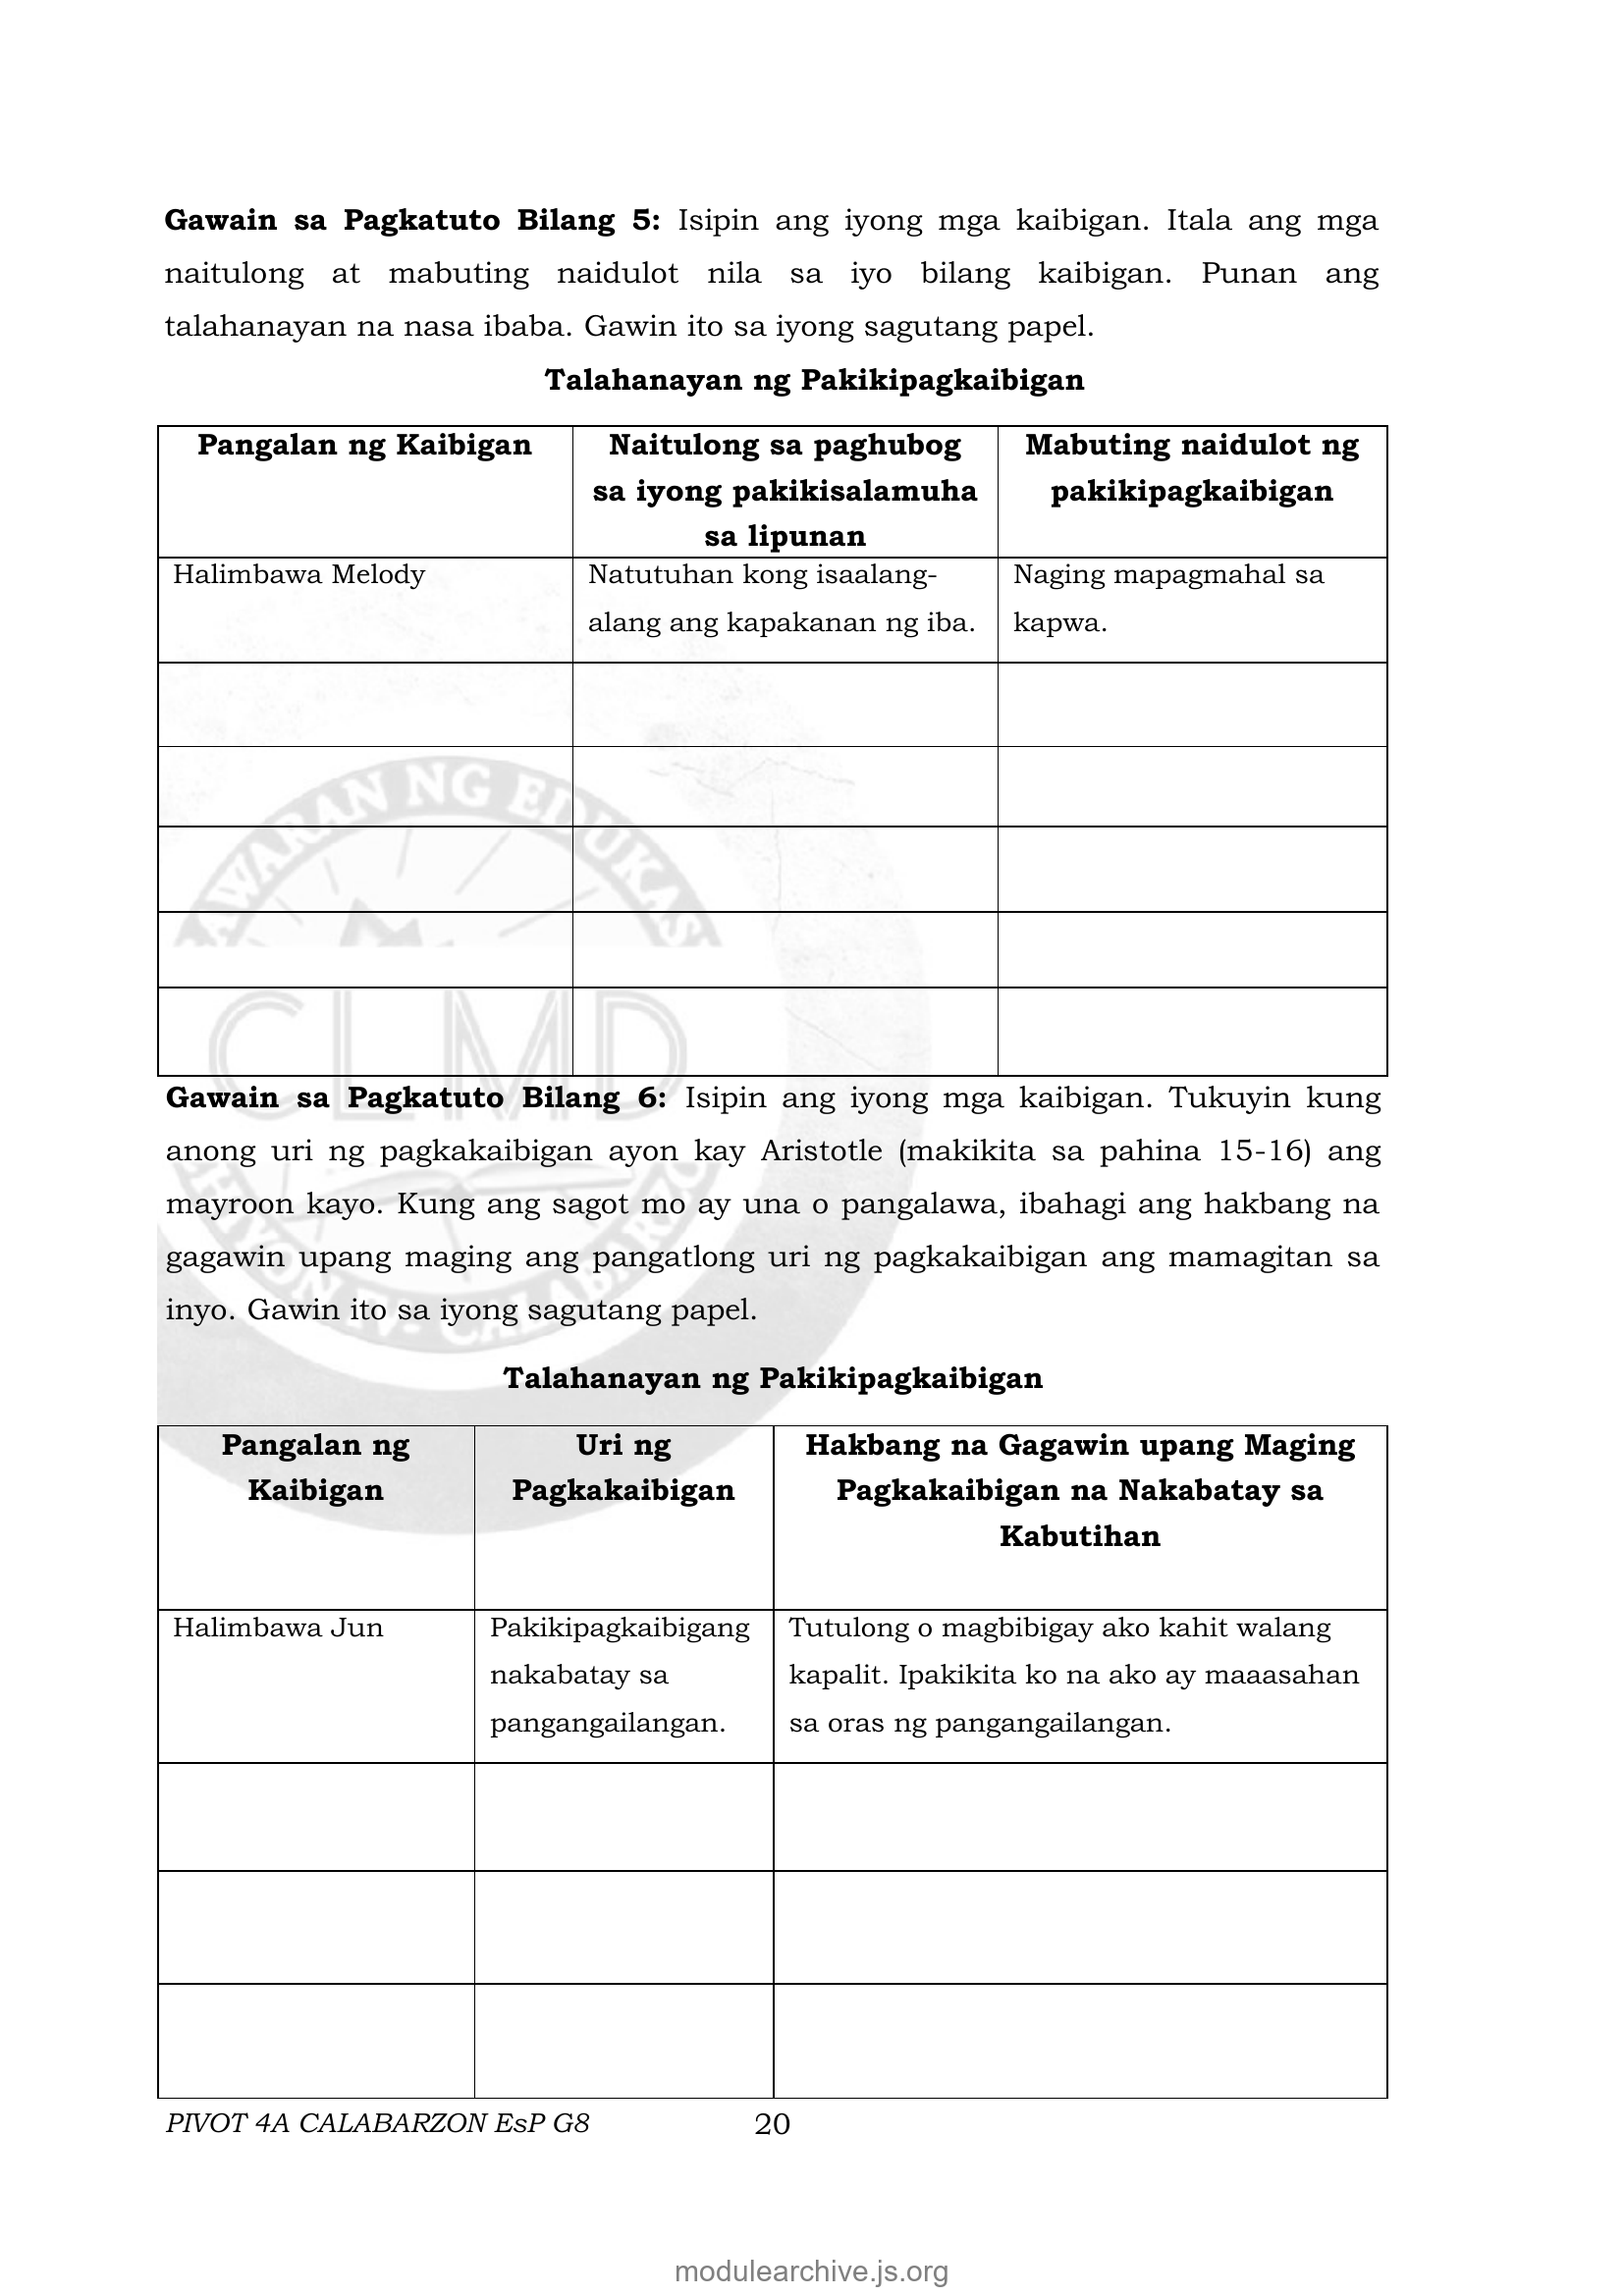 Gawain sa Pagkatuto Bilang 5: Isipin ang iyong mga kaibigan. Itala ang mga
naitulong at mabuting naidulot nila sa iyo bilang kaibigan. Punan ang
talahanayan na nasa ibaba. Gawin ito sa iyong sagutang papel.
Talahanayan ng Pakikipagkaibigan
Pangalan ng Kaibigan
Naitulong sa paghubog
sa iyong pakikisalamuha
sa lipunan
Mabuting naidulot ng
pakikipagkaibigan
Halimbawa Melody
Natutuhan kong isaalang-
alang ang kapakanan ng iba.
Naging mapagmahal sa
kapwa.
AWARAN NG EDUKAS
CLMD
Gawain sa Pagkatuto Bilang 6: Isipin ang iyong mga kaibigan. Tukuyin kung
anong uri ng pagkakaibigan ayon kay Aristotle (makikita sa pahina 15-16) ang
mayroon kayo. Kung ang sagot mo ay una o pangalawa, ibahagi ang hakbang na
gagawin upang maging ang pangatlong uri ng pagkakaibigan ang mamagitan sa
inyo. Gawin ito sa iyong sagutang papel.
HIYON IV- CALABARZO
Talahanayan ng Pakikipagkaibigan
Pangalan ng
Kaibigan
Uri ng
Pagkakaibigan
Hakbang na Gagawin upang Maging
Pagkakaibigan na Nakabatay sa
Kabutihan
Halimbawa Jun
Pakikipagkaibigang
nakabatay sa
pangangailangan.
Tutulong o magbibigay ako kahit walang
kapalit. Ipakikita ko na ako ay maaasahan
sa oras ng pangangailangan.
PIVOT 4A CALABARZON EsP G8
20
modulearchive.js.org